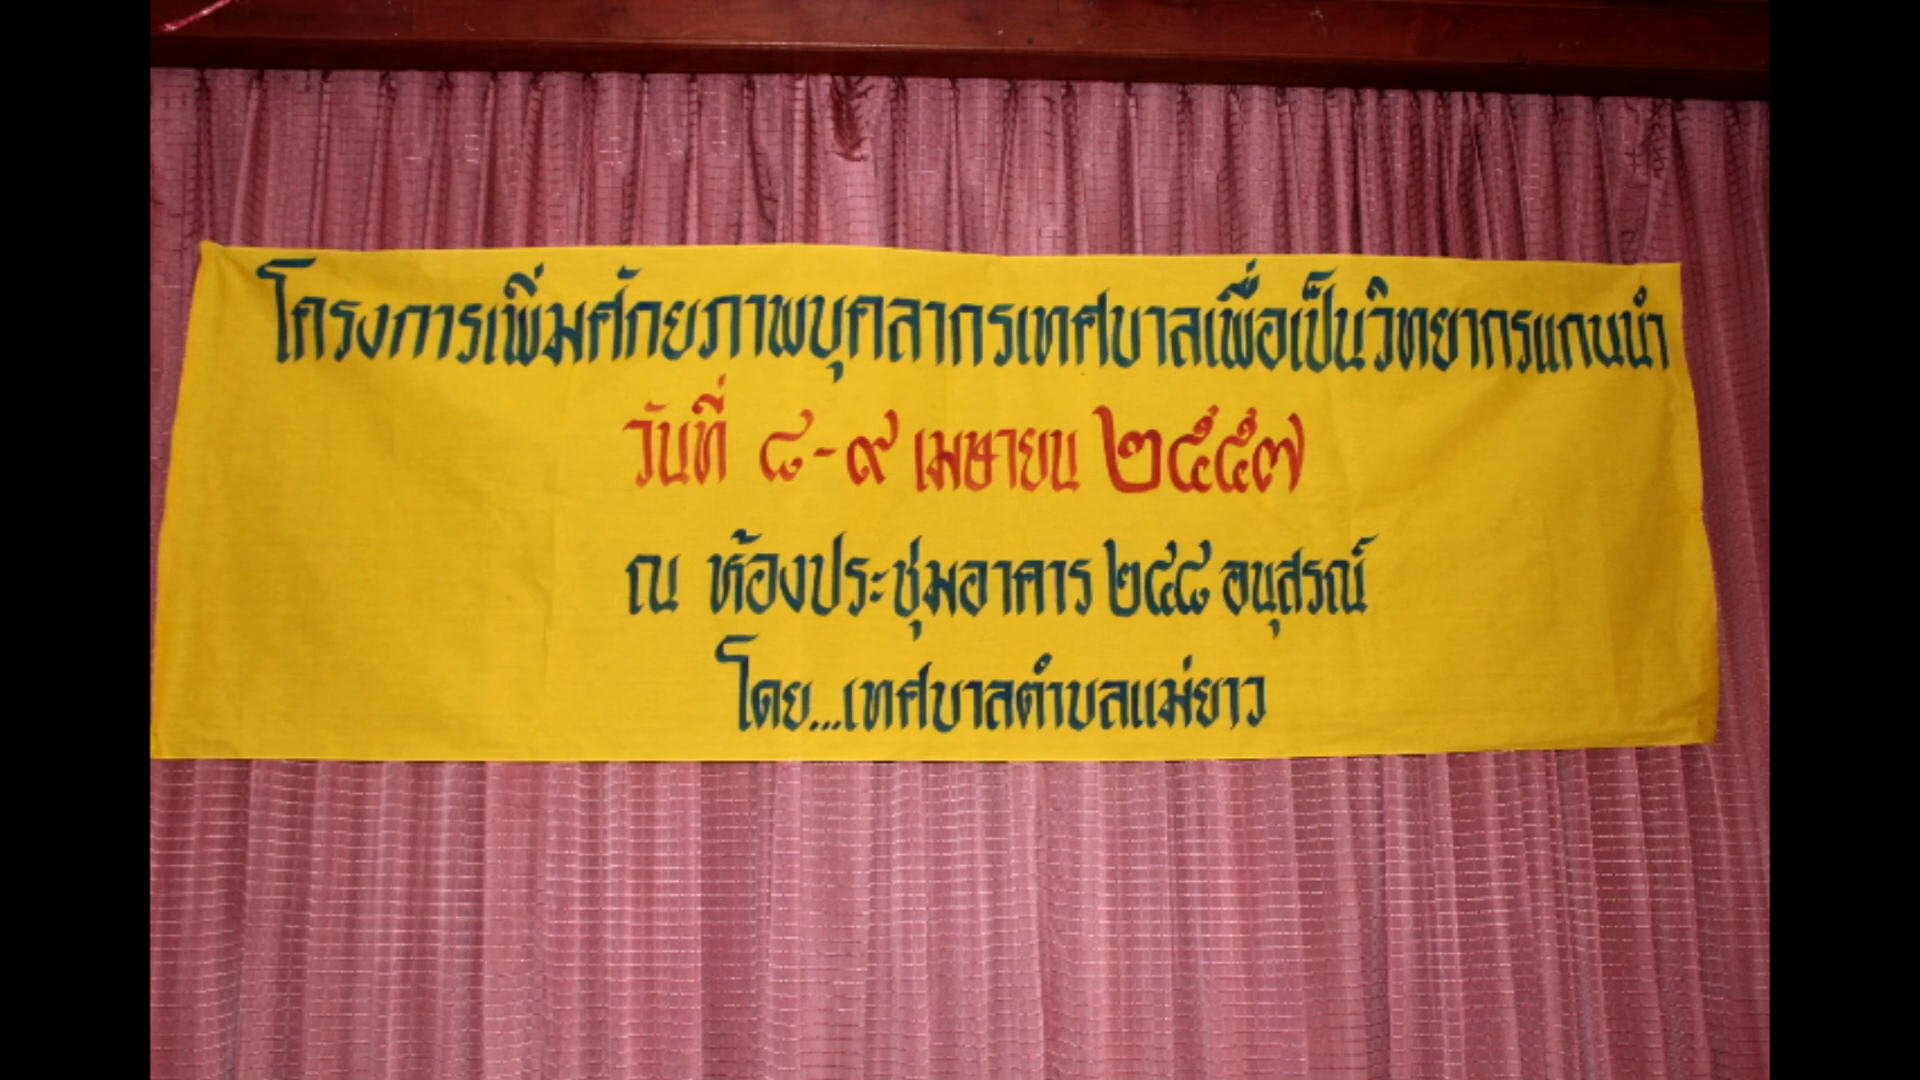 โครงการเพิ่มศักยภาพบุคลากรเทศบาลเพื่อเป็นวิทยากรแกนนำ
วันที่ ๘-๙ เมษายน ๒๕๕๗
ณ ห้องประชุมอาคาร ๒๔๘ อนุสรณ์
โดย...เทศบาลตำบลแม่ยาว